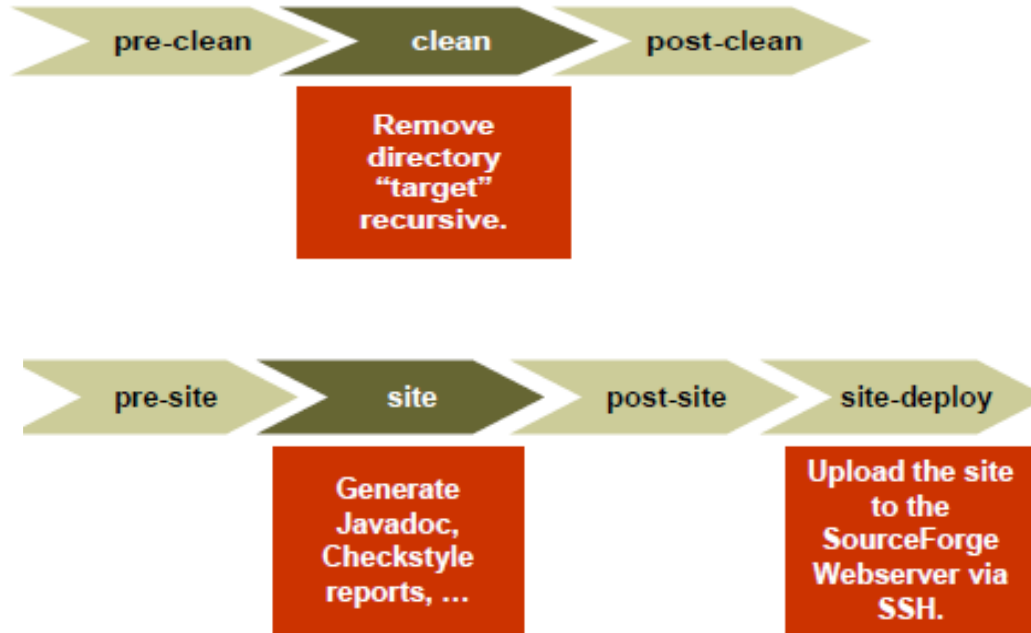 pre-clean
clean
post-clean
Remove
directory
“target”
recursive.
pre-site
site
post-site
site-deploy
Generate
Javadoc,
Checkstyle
reports, ...
Upload the site
to the
SourceForge
Webserver via
SSH.